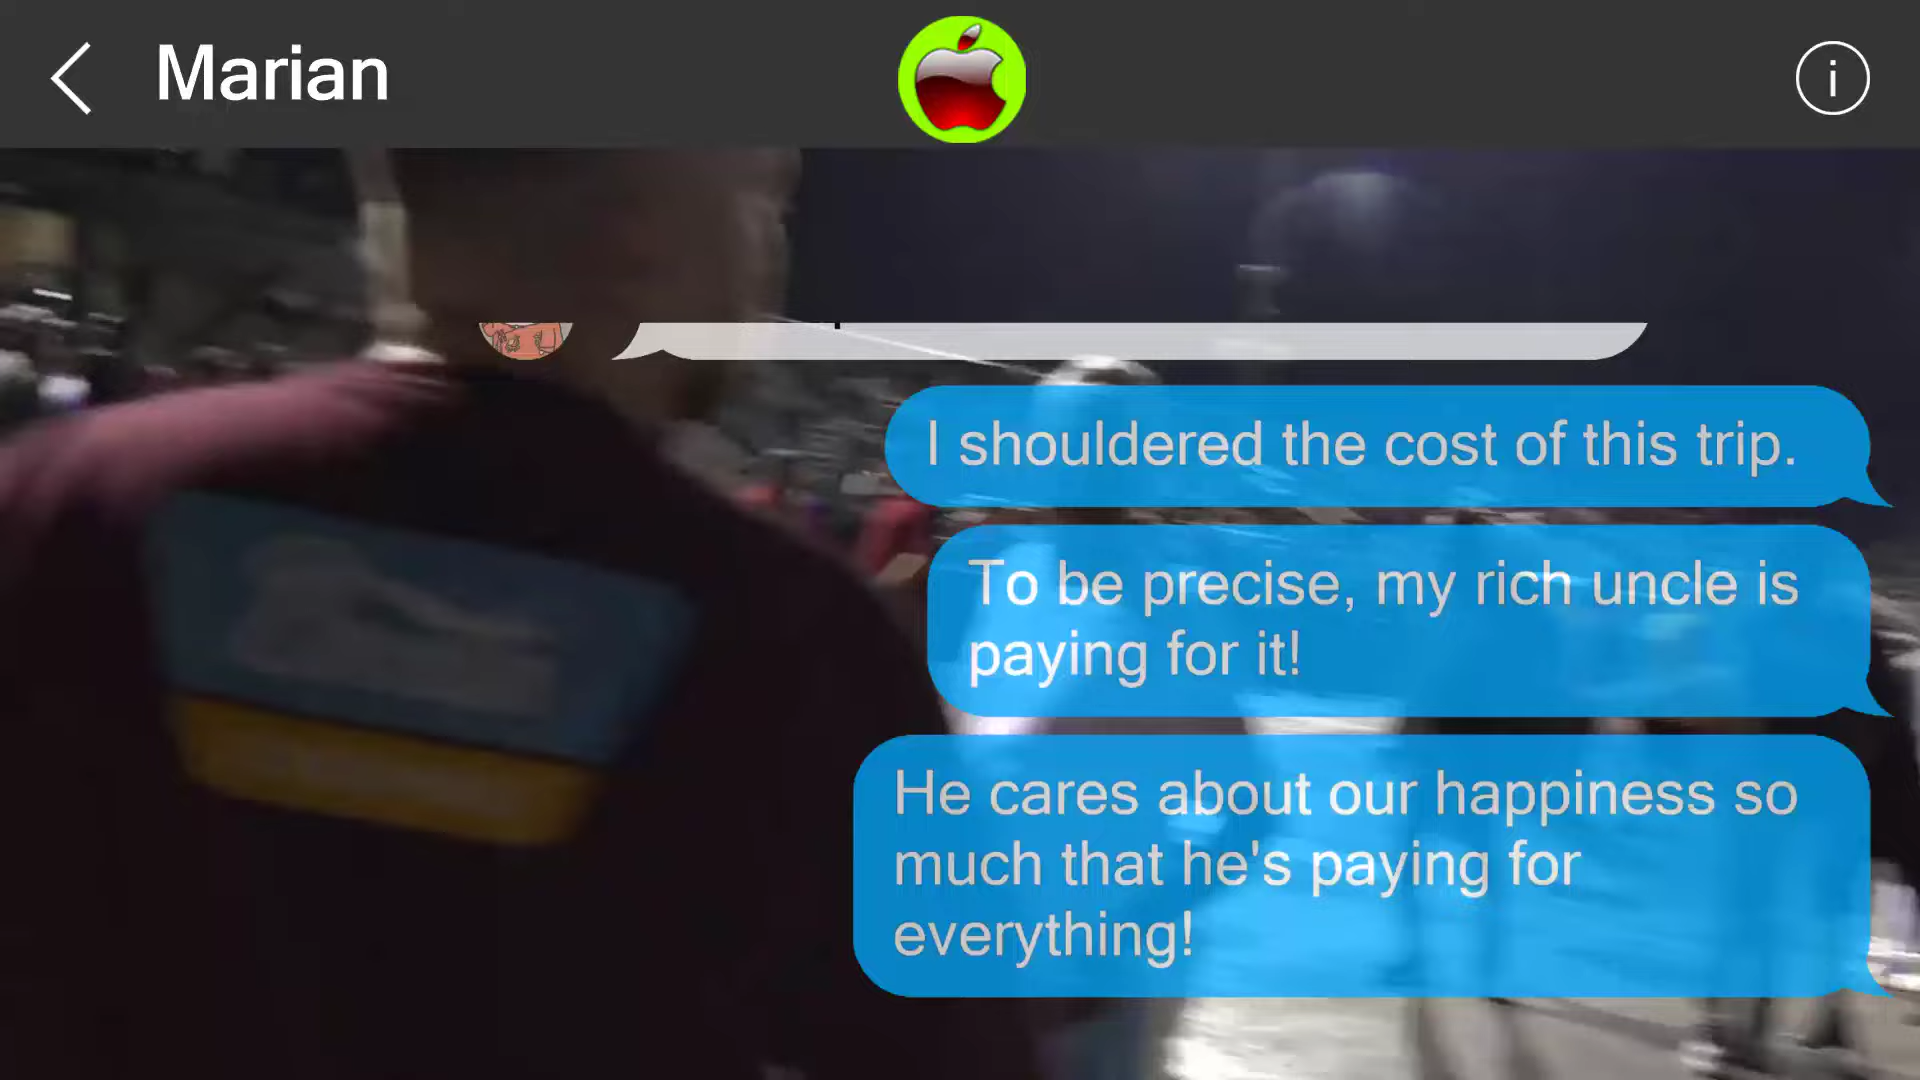 Marian
i
I shouldered the cost of this trip.
To be precise, my rich uncle is
paying for it!
He cares about our happiness so
much that he's paying for
everything!